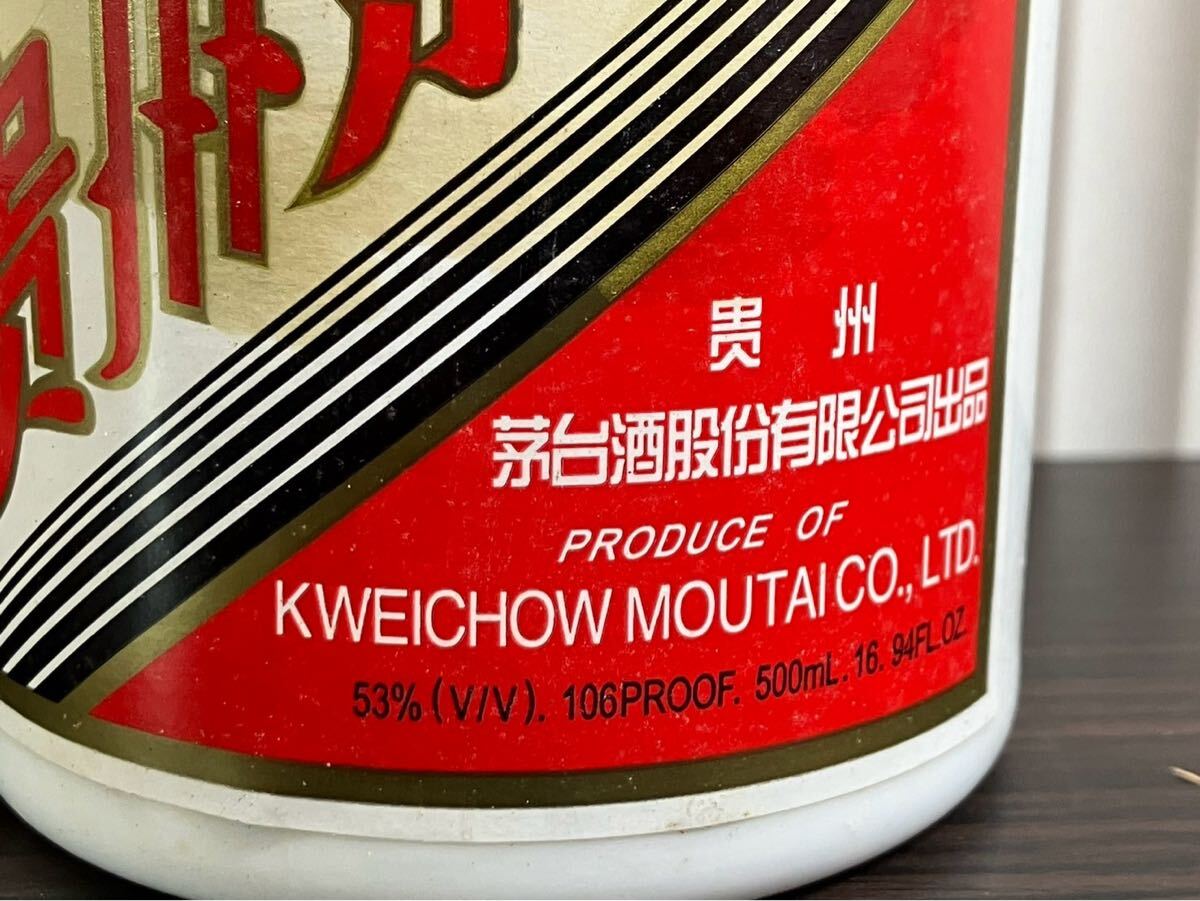 贵州
茅台酒股份有限公司出品
PRODUCE OF
KWEICHOW MOUTAI CO., LTD.
53% (V/V). 106PROOF. 500mL. 16. 94FL.OZ.